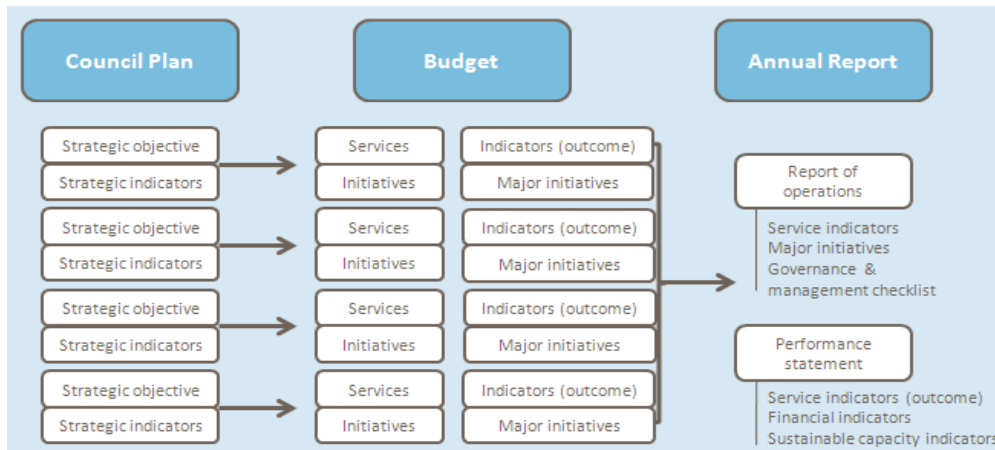 Council Plan
Budget
Annual Report
Strategic objective
Strategic indicators
Strategic objective
Strategic indicators
Strategic objective
Strategic indicators
Strategic objective
Strategic indicators
Services
Initiatives
Services
Initiatives
Services
Initiatives
Services
Initiatives
Indicators (outcome)
Major initiatives
Indicators (outcome)
Major initiatives
Indicators (outcome)
Major initiatives
Indicators (outcome)
Major initiatives
Report of
operations
Service indicators
Major initiatives
Governance &
management checklist
Performance
statement
Service indicators (outcome)
Financial indicators
Sustainable capacity indicators